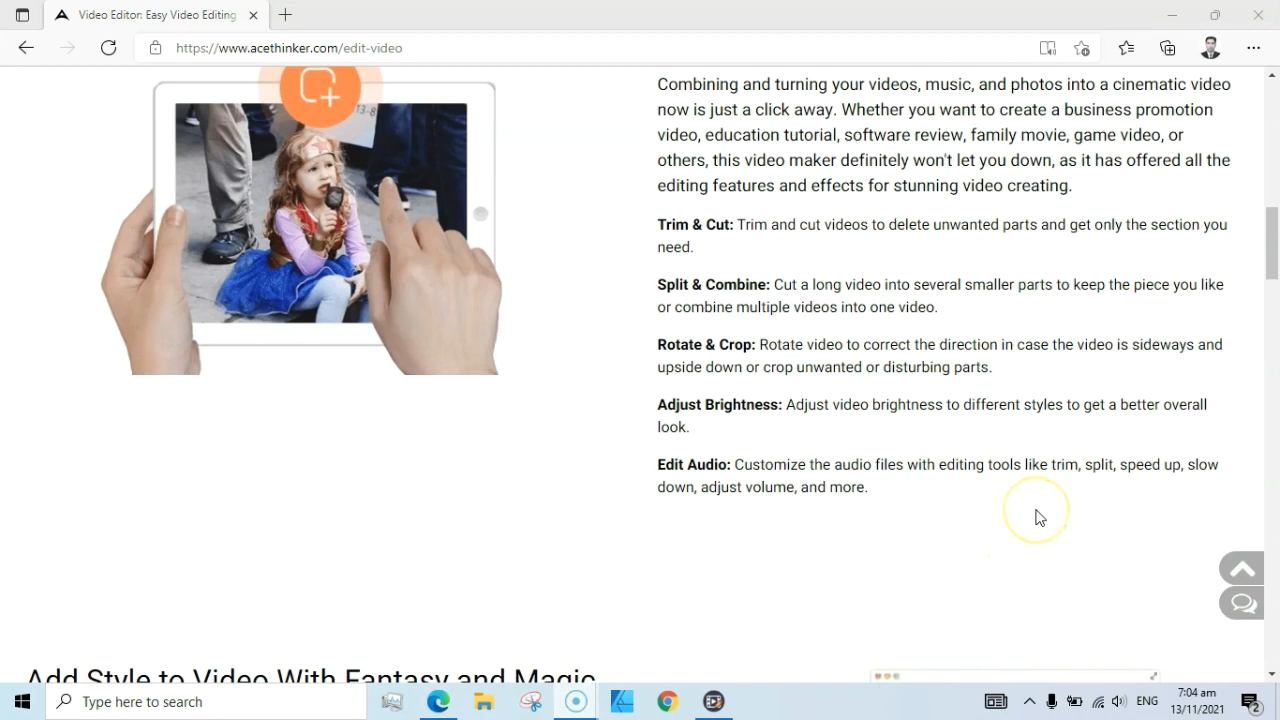 Video Editor: Easy Video Editing
https://www.acethinker.com/edit-video
13-8
Combining and turning your videos, music, and photos into a cinematic video
now is just a click away. Whether you want to create a business promotion
video, education tutorial, software review, family movie, game video, or
others, this video maker definitely won't let you down, as it has offered all the
editing features and effects for stunning video creating.
Trim & Cut: Trim and cut videos to delete unwanted parts and get only the section you
need.
Split & Combine: Cut a long video into several smaller parts to keep the piece you like
or combine multiple videos into one video.
Rotate & Crop: Rotate video to correct the direction in case the video is sideways and
upside down or crop unwanted or disturbing parts.
Adjust Brightness: Adjust video brightness to different styles to get a better overall
look.
Edit Audio: Customize the audio files with editing tools like trim, split, speed up, slow
down, adjust volume, and more.
Add Style to Video With Fantasy and Magic
Type here to search
ENG
7:04 am
13/11/2021
2